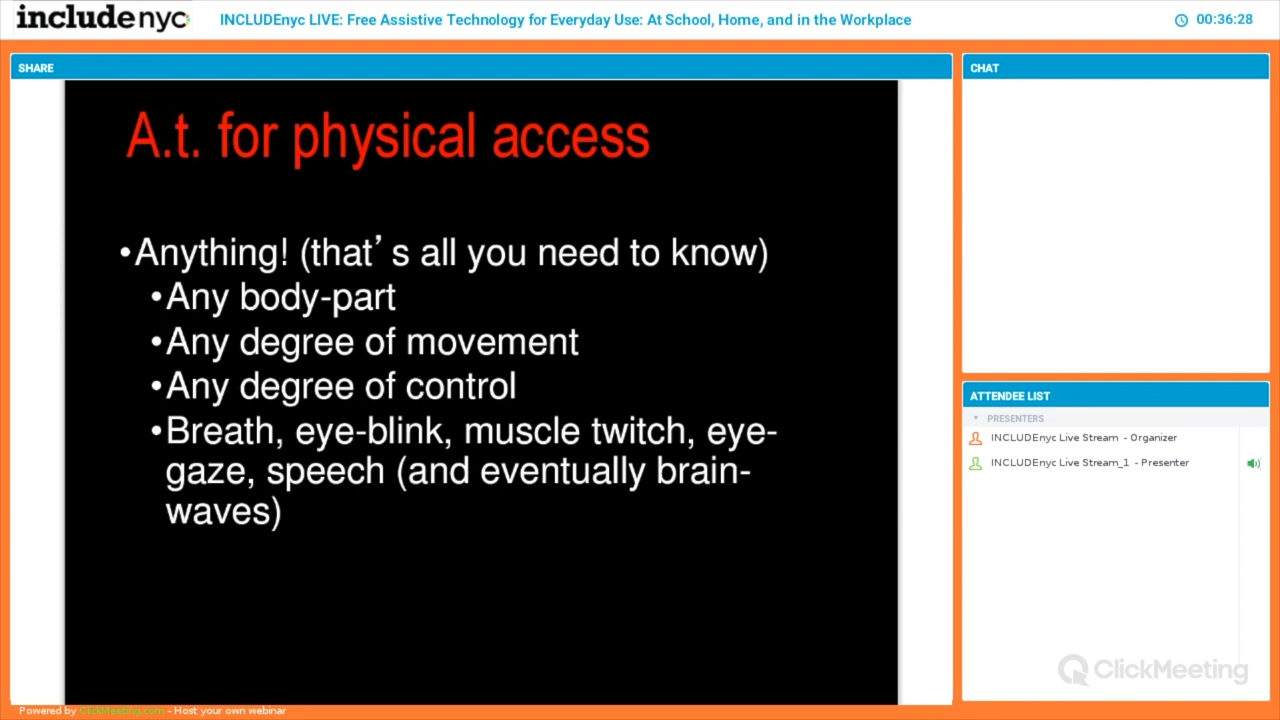 includenyc
INCLUDEnyc LIVE: Free Assistive Technology for Everyday Use: At School, Home, and in the Workplace
00:36:28
SHARE
A.t. for physical access
•Anything! (that’s all you need to know)
•Any body-part
•Any degree of movement
•Any degree of control
•Breath, eye-blink, muscle twitch, eye-
gaze, speech (and eventually brain-
waves)
CHAT
ATTENDEE LIST
PRESENTERS
INCLUDEnyc Live Stream - Organizer
INCLUDEnyc Live Stream_1 - Presenter
ClickMeeting
Powered by ClickMeeting.com - Host your own webinar